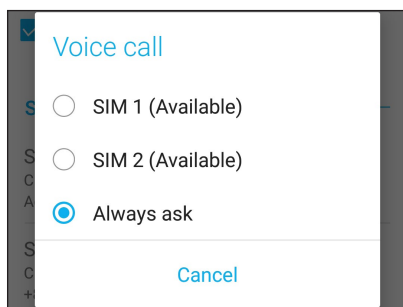 Voice call
SIM 1 (Available)
SIM 2 (Available)
Always ask
Cancel